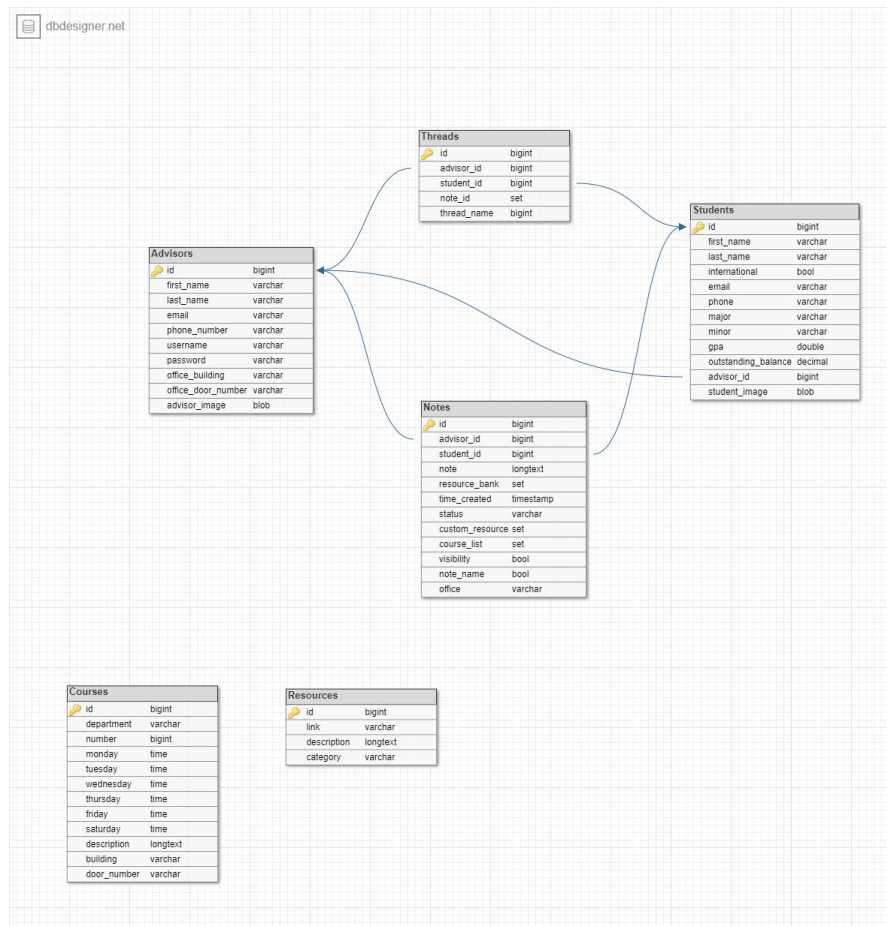 dbdesigner.net
Threads
id bigint
advisor_id bigint
student_id bigint
note_id set
thread_name bigint
Students
id bigint
first_name varchar
last_name varchar
international bool
email varchar
phone varchar
major varchar
minor varchar
gpa double
outstanding_balance decimal
advisor_id bigint
student_image blob
Advisors
id bigint
first_name varchar
last_name varchar
email varchar
phone_number varchar
username varchar
password varchar
office_building varchar
office_door_number varchar
advisor_image blob
Notes
id bigint
advisor_id bigint
student_id bigint
note longtext
resource_bank set
time_created timestamp
status varchar
custom_resource set
course_list set
visibility bool
note_name bool
office varchar
Courses
id bigint
department varchar
number bigint
monday time
tuesday time
wednesday time
thursday time
friday time
saturday time
description longtext
building varchar
door_number varchar
Resources
id bigint
link varchar
description longtext
category varchar